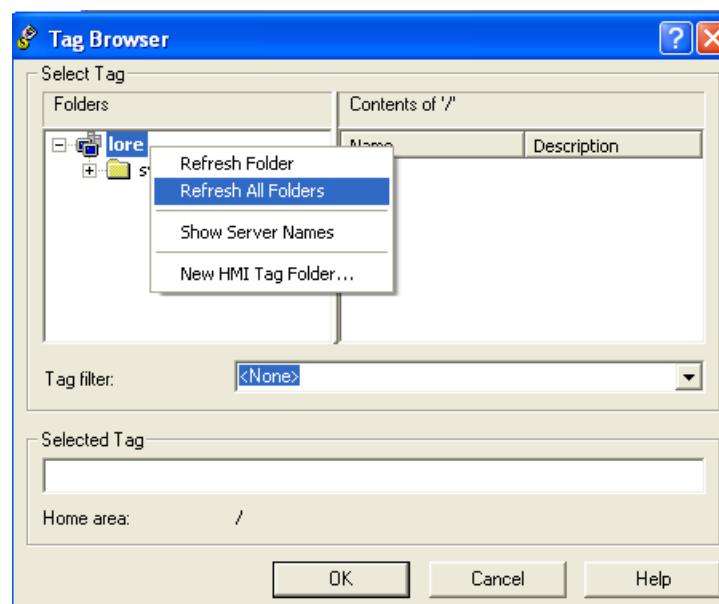 Tag Browser
Select Tag
Folders
Contents of '/'
lore
Name
Description
Refresh Folder
Refresh All Folders
Show Server Names
New HMI Tag Folder...
Tag filter:
<None>
Selected Tag
Home area:
/
OK
Cancel
Help